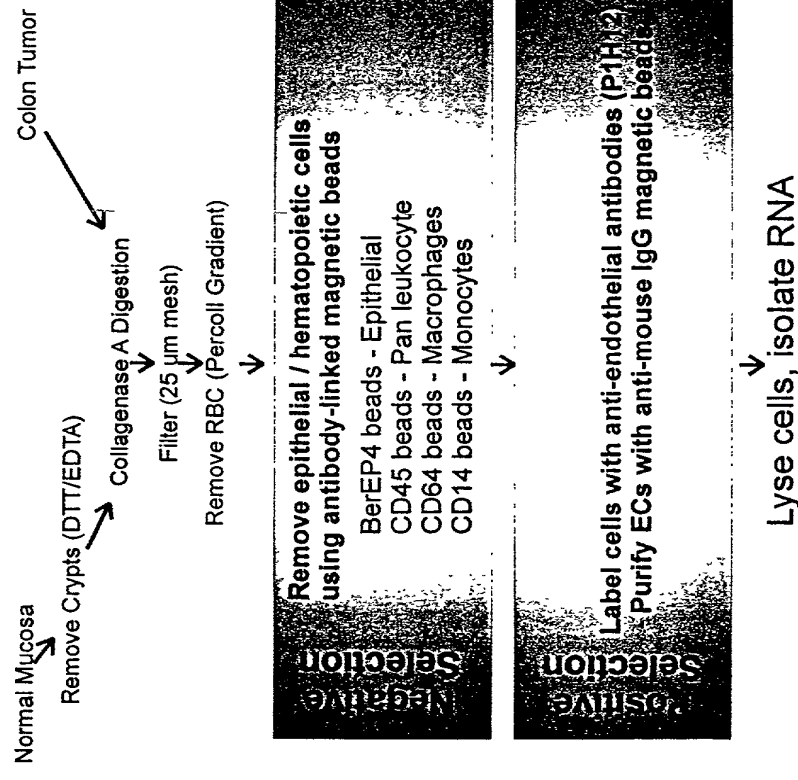 Normal Mucosa
Colon Tumor
Remove Crypts (DTT/EDTA)
Collagenase A Digestion
Filter (25 µm mesh)
Remove RBC (Percoll Gradient)
Negative
Selection
Remove epithelial / hematopoietic cells
using antibody-linked magnetic beads
BerEP4 beads - Epithelial
CD45 beads - Pan leukocyte
CD64 beads - Macrophages
CD14 beads - Monocytes
Positive
Selection
Label cells with anti-endothelial antibodies (P1H12)
Purify ECs with anti-mouse IgG magnetic beads
Lyse cells, isolate RNA